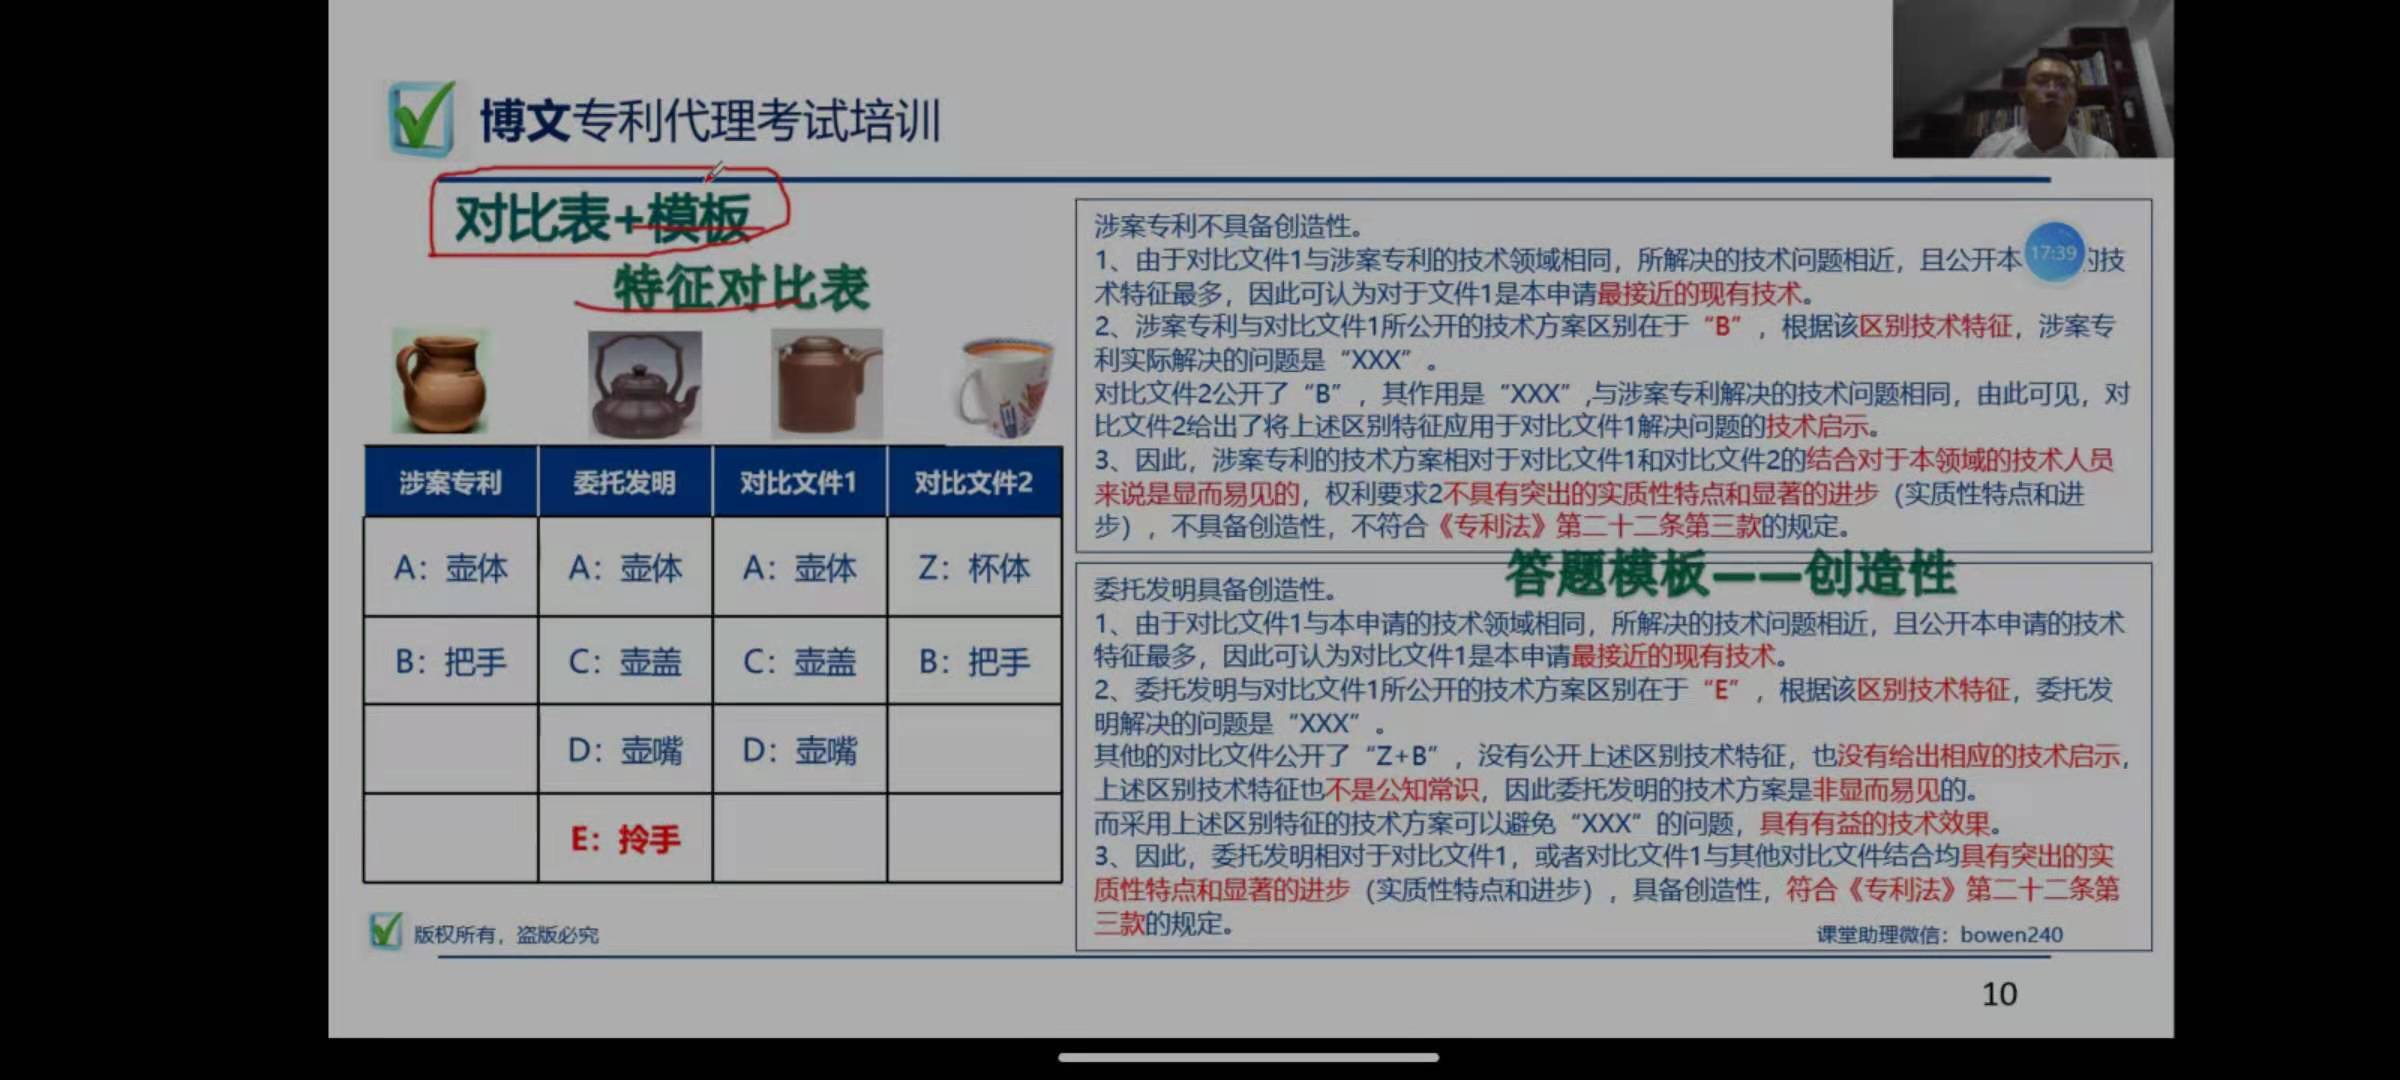 博文专利代理考试培训
对比表+模板
特征对比表
涉案专利 委托发明 对比文件1 对比文件2
A：壶体 A：壶体 A：壶体 Z：杯体
B：把手 C：壶盖 C：壶盖 B：把手
D：壶嘴 D：壶嘴
E：拎手
版权所有，盗版必究
涉案专利不具备创造性。
1、由于对比文件1与涉案专利的技术领域相同，所解决的技术问题相近，且公开本
17:39
的技
术特征最多，因此可认为对于文件1是本申请最接近的现有技术。
2、涉案专利与对比文件1所公开的技术方案区别在于“B”，根据该区别技术特征，涉案专
利实际解决的问题是“XXX”。
对比文件2公开了“B”，其作用是“XXX”,与涉案专利解决的技术问题相同，由此可见，对
比文件2给出了将上述区别特征应用于对比文件1解决问题的技术启示。
3、因此，涉案专利的技术方案相对于对比文件1和对比文件2的结合对于本领域的技术人员
来说是显而易见的，权利要求2不具有突出的实质性特点和显著的进步（实质性特点和进
步），不具备创造性，不符合《专利法》第二十二条第三款的规定。
答题模板——创造性
委托发明具备创造性。
1、由于对比文件1与本申请的技术领域相同，所解决的技术问题相近，且公开本申请的技术
特征最多，因此可认为对比文件1是本申请最接近的现有技术。
2、委托发明与对比文件1所公开的技术方案区别在于“E”，根据该区别技术特征，委托发
明解决的问题是“XXX”。
其他的对比文件公开了“Z+B”，没有公开上述区别技术特征，也没有给出相应的技术启示，
上述区别技术特征也不是公知常识，因此委托发明的技术方案是非显而易见的。
而采用上述区别特征的技术方案可以避免“XXX”的问题，具有有益的技术效果。
3、因此，委托发明相对于对比文件1，或者对比文件1与其他对比文件结合均具有突出的实
质性特点和显著的进步（实质性特点和进步），具备创造性，符合《专利法》第二十二条第
三款的规定。
课堂助理微信：bowen240
10